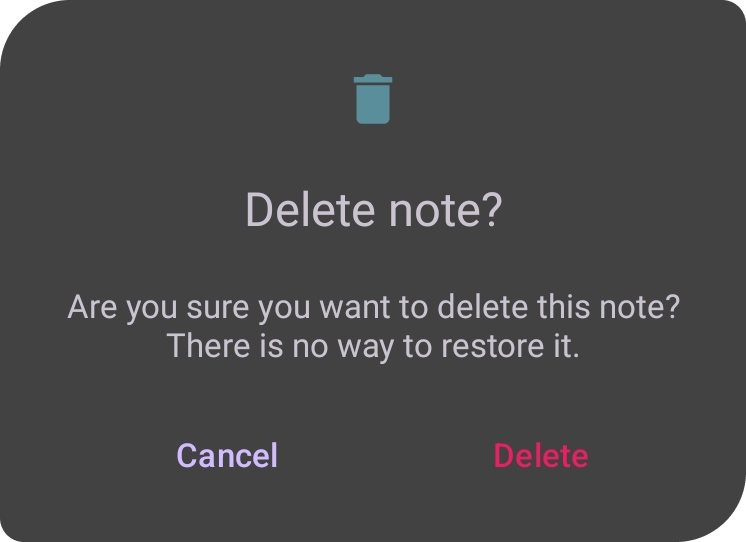 Delete note?
Are you sure you want to delete this note?
There is no way to restore it.
Cancel
Delete